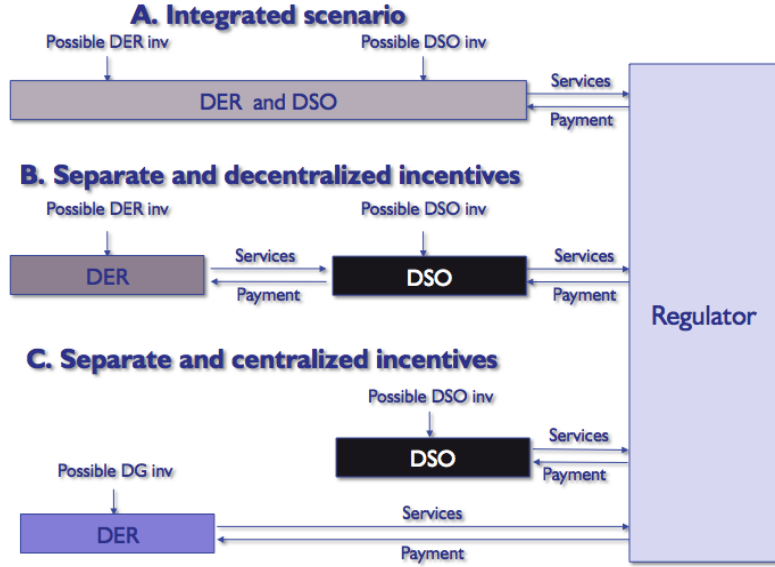 A. Integrated scenario
Possible DER inv
Possible DSO inv
DER and DSO
Services
Payment
B. Separate and decentralized incentives
Possible DER inv
Possible DSO inv
DER
Services
Payment
DSO
Services
Payment
Regulator
C. Separate and centralized incentives
Possible DSO inv
DSO
Services
Payment
Possible DG inv
DER
Services
Payment